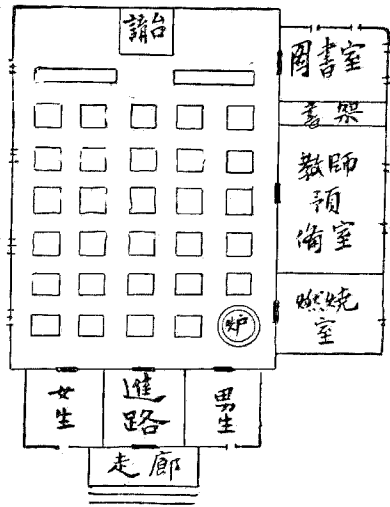 講台
図書室
書架
教師
預
備室
燃燒
室
炉
女生
進路
男生
走廊